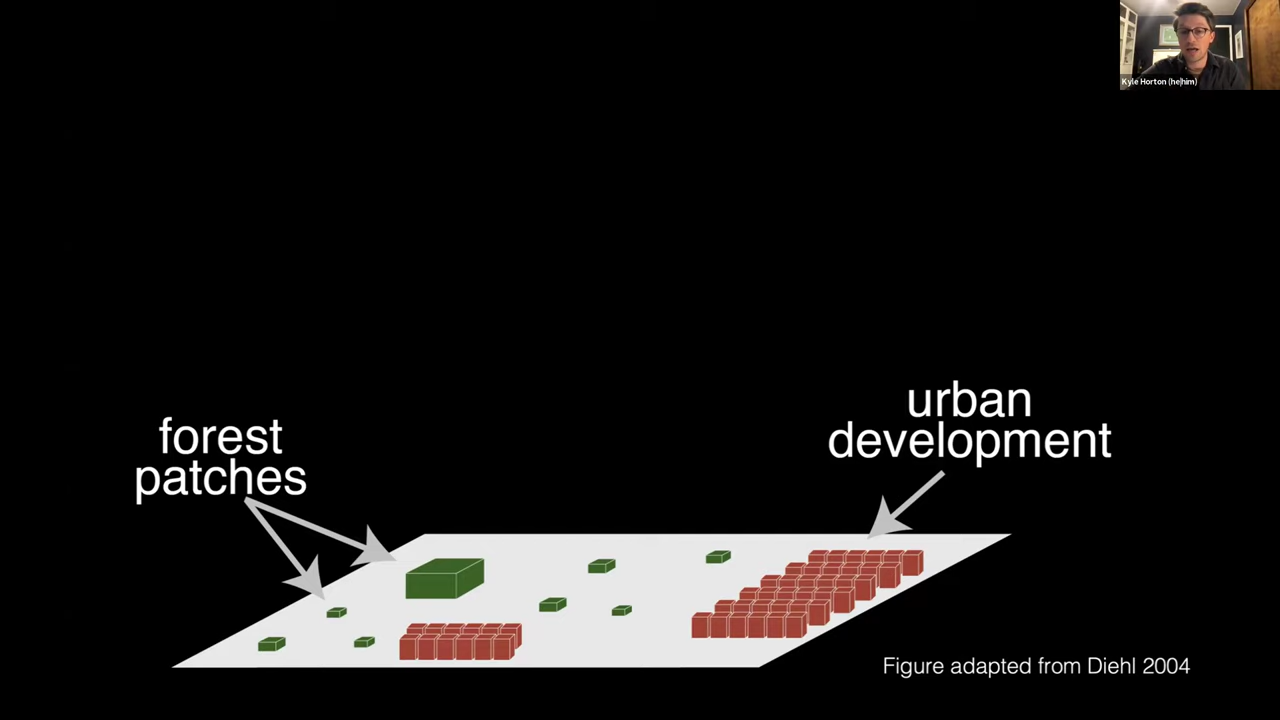 Kyle Horton (he|him)
urban
development
forest
patches
Figure adapted from Diehl 2004